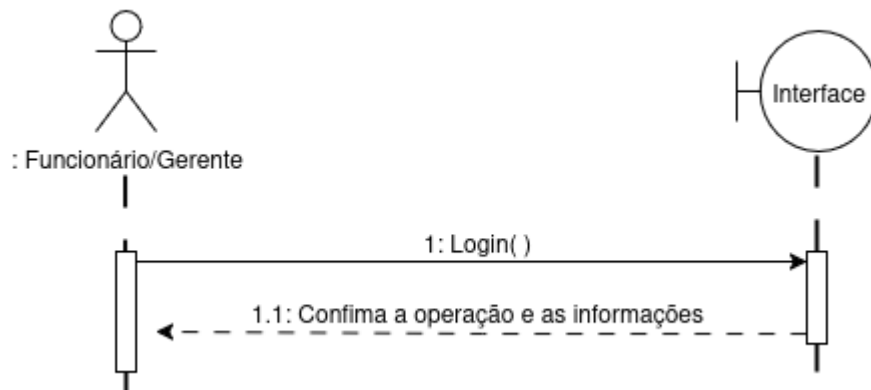 Interface
: Funcionário/Gerente
1: Login( )
1.1: Confima a operação e as informações